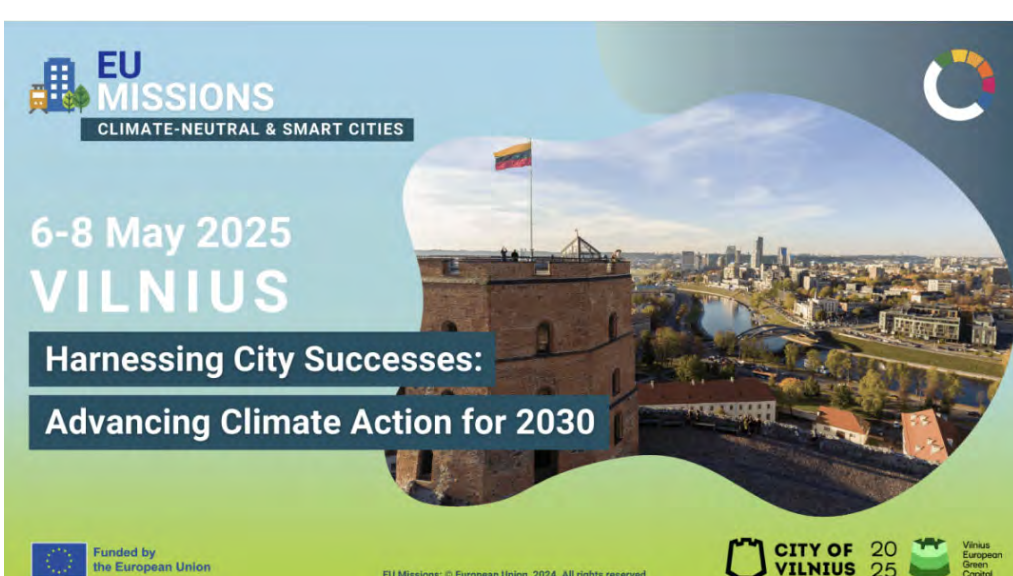 EU
MISSIONS
CLIMATE-NEUTRAL & SMART CITIES
6-8 May 2025
VILNIUS
Harnessing City Successes:
Advancing Climate Action for 2030
Funded by
the European Union
EU Missions: © European Union, 2024. All rights reserved
CITY OF
VILNIUS
20
25
Vilnius
European
Green
Capital